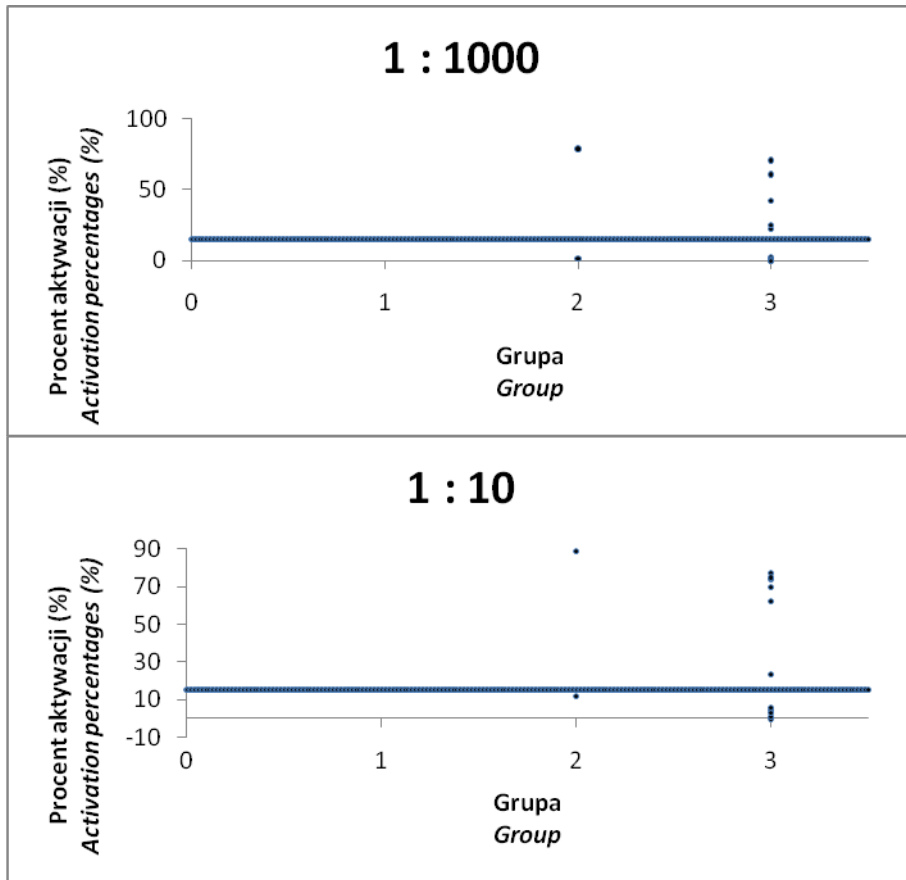 1 : 1000
Procent aktywacji (%)
Activation percentages (%)
100
50
0
0 1 2 3
Grupa
Group
1 : 10
Procent aktywacji (%)
Activation percentages (%)
90
70
50
30
10
-10
0 1 2 3
Grupa
Group